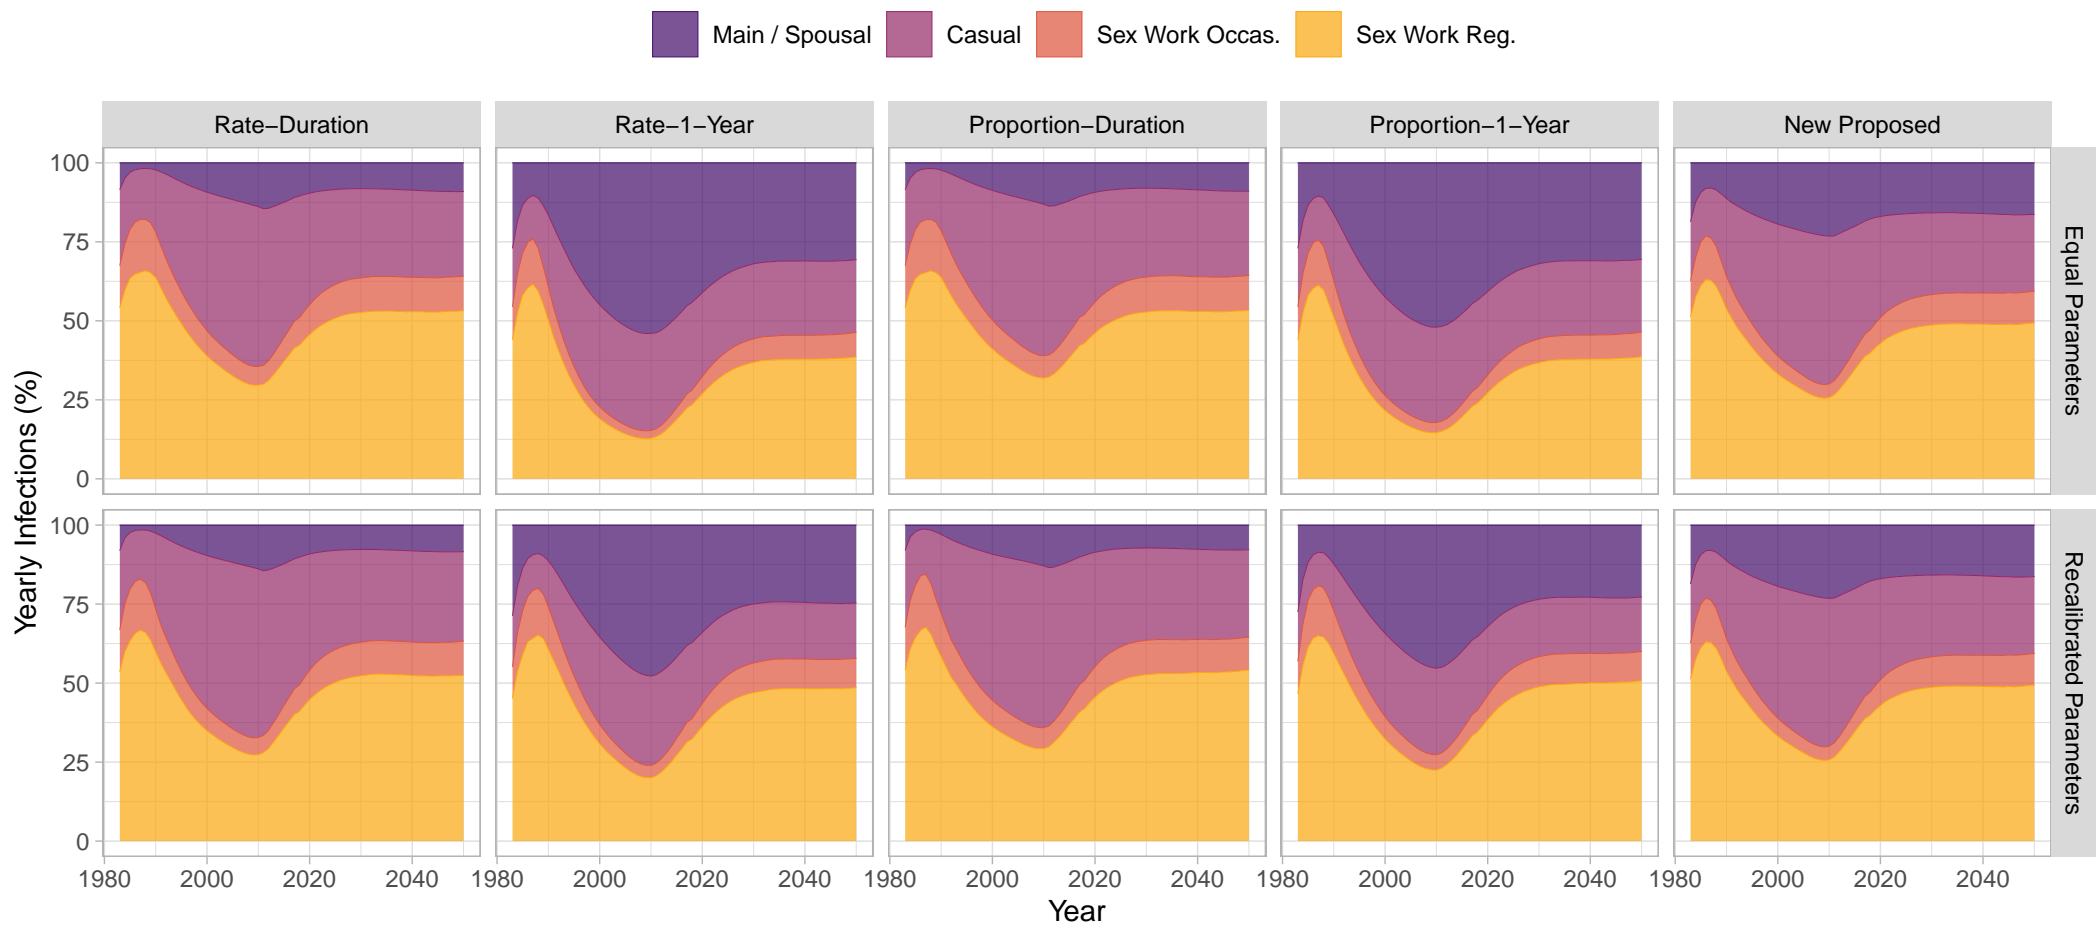 Main / Spousal Casual Sex Work Occas. Sex Work Reg.
Rate−Duration Rate−1−Year Proportion−Duration Proportion−1−Year New Proposed
100
75
50
25
0
Equal Parameters
100
75
50
25
0
Recalibrated Parameters
Yearly Infections (%)
1980 2000 2020 2040 1980 2000 2020 2040 1980 2000 2020 2040 1980 2000 2020 2040 1980 2000 2020 2040
Year